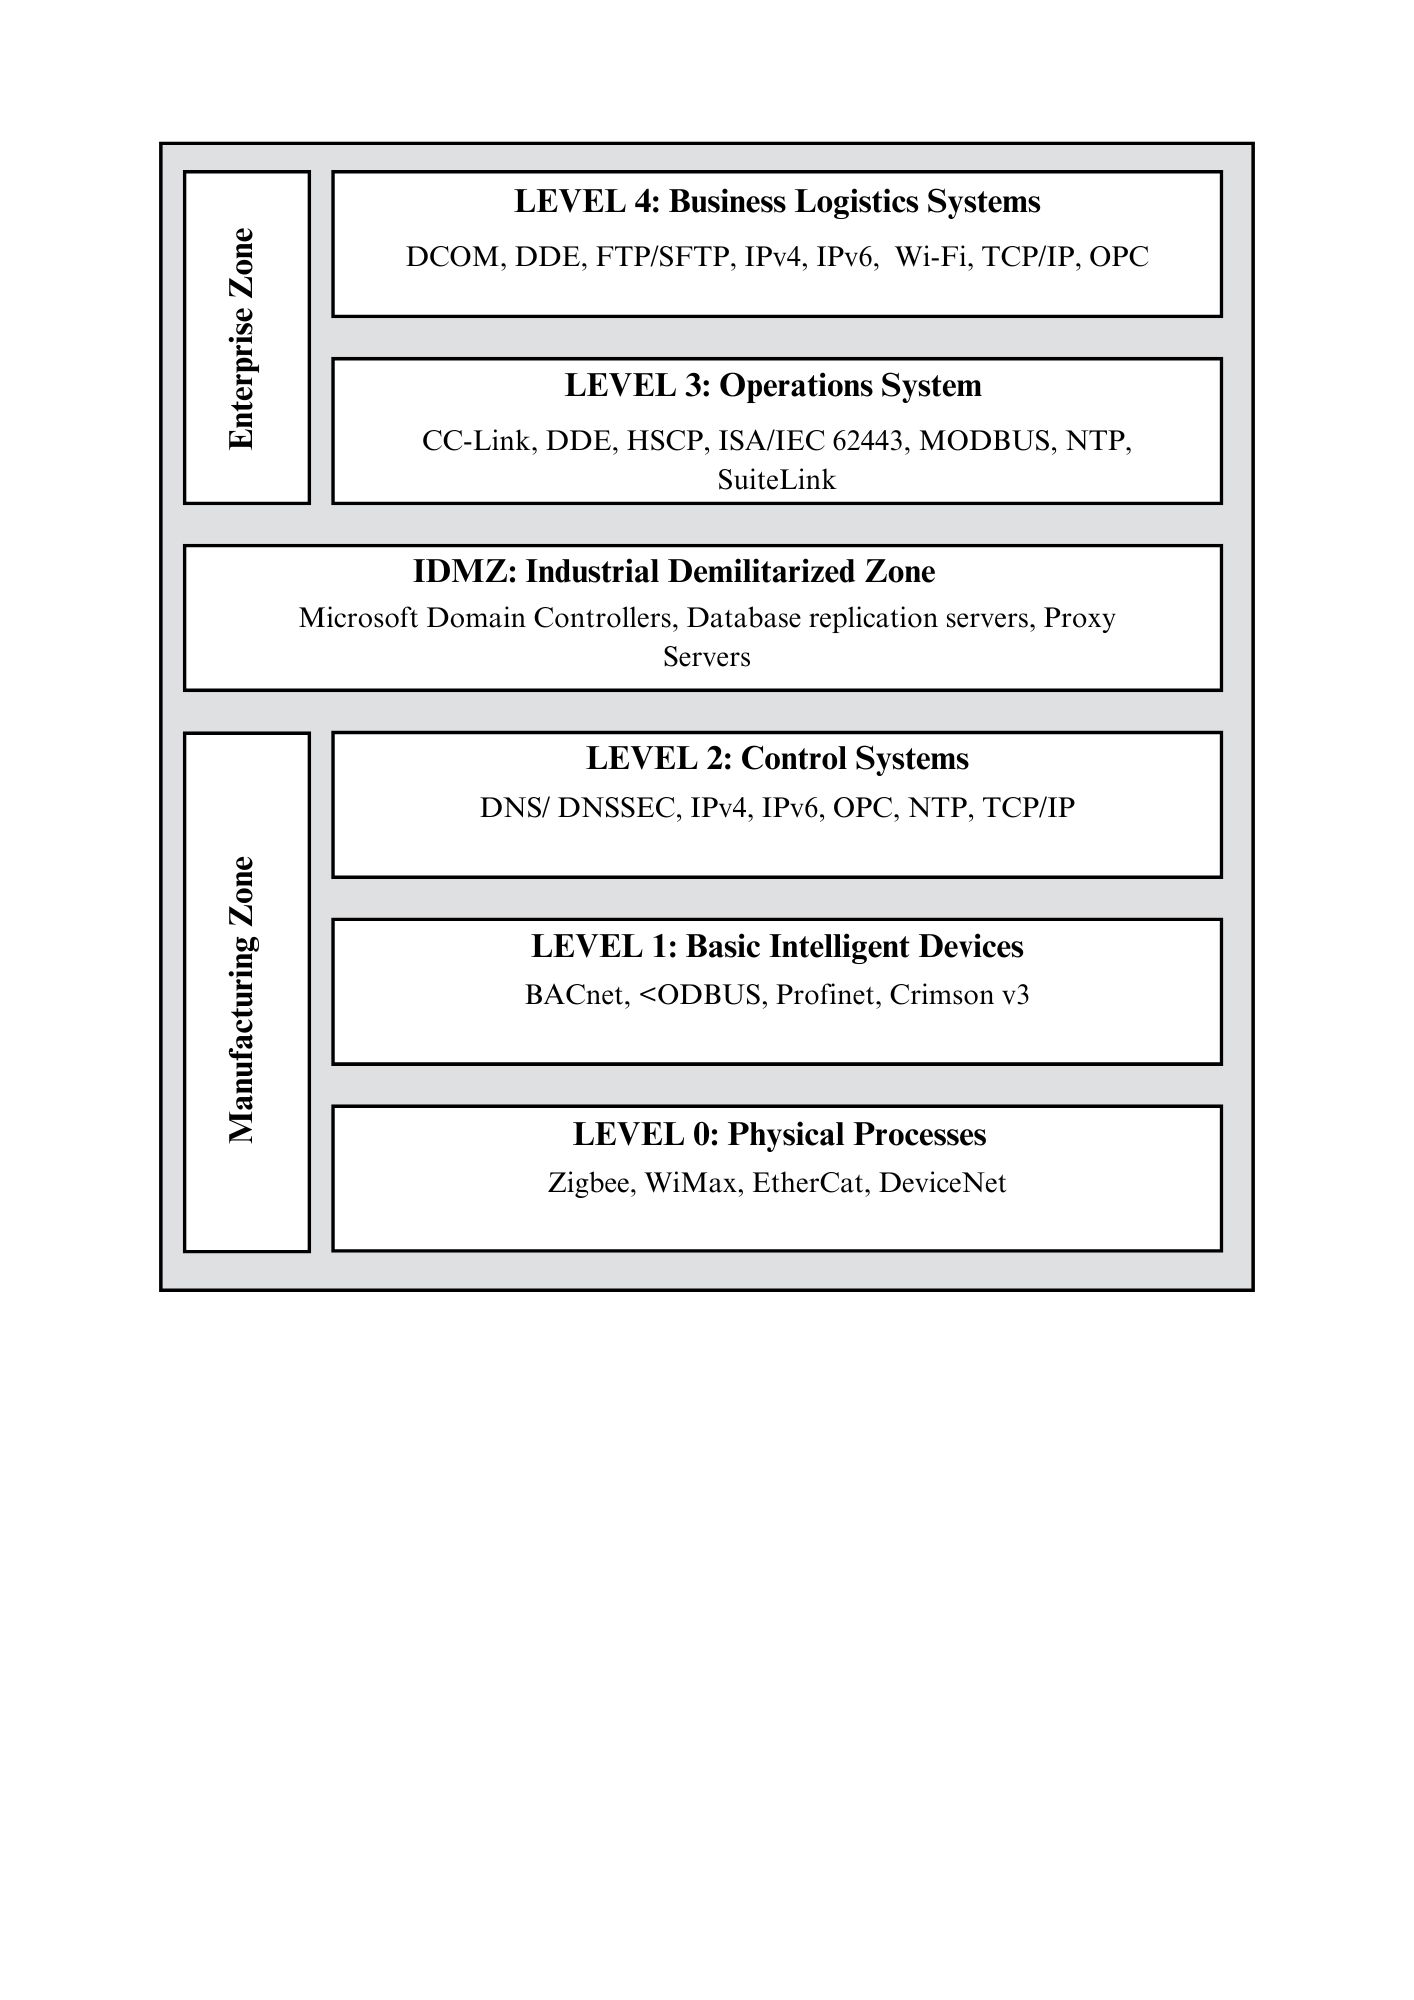 Enterprise Zone
LEVEL 4: Business Logistics Systems
DCOM, DDE, FTP/SFTP, IPv4, IPv6,  Wi-Fi, TCP/IP, OPC
LEVEL 3: Operations System
CC-Link, DDE, HSCP, ISA/IEC 62443, MODBUS, NTP,
SuiteLink
IDMZ: Industrial Demilitarized Zone
Microsoft Domain Controllers, Database replication servers, Proxy
Servers
Manufacturing Zone
LEVEL 2: Control Systems
DNS/ DNSSEC, IPv4, IPv6, OPC, NTP, TCP/IP
LEVEL 1: Basic Intelligent Devices
BACnet, <ODBUS, Profinet, Crimson v3
LEVEL 0: Physical Processes
Zigbee, WiMax, EtherCat, DeviceNet